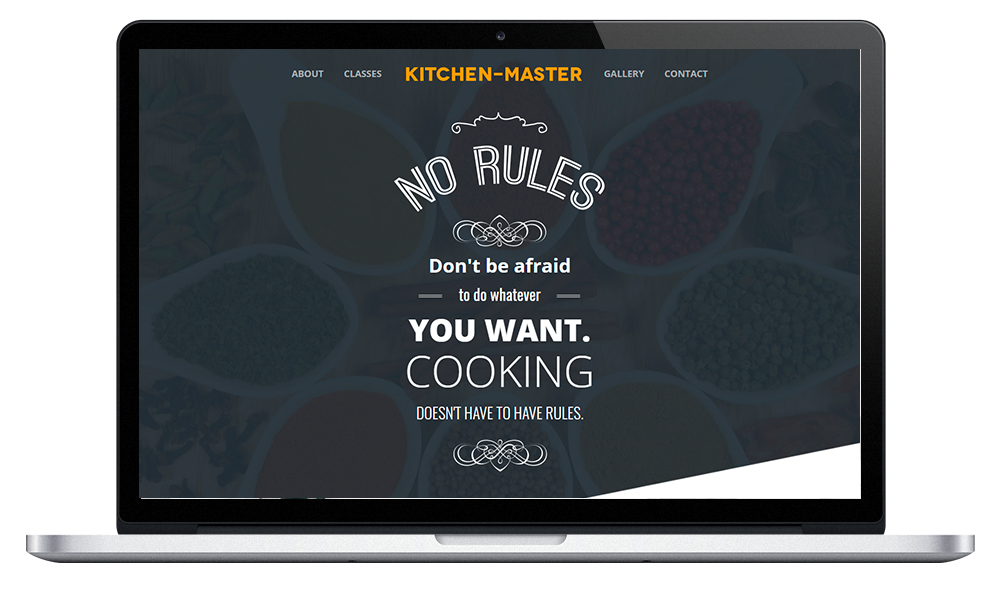 ABOUT CLASSES KITCHEN-MASTER GALLERY CONTACT
NO RULES
Don't be afraid
to do whatever
YOU WANT.
COOKING
DOESN'T HAVE TO HAVE RULES.